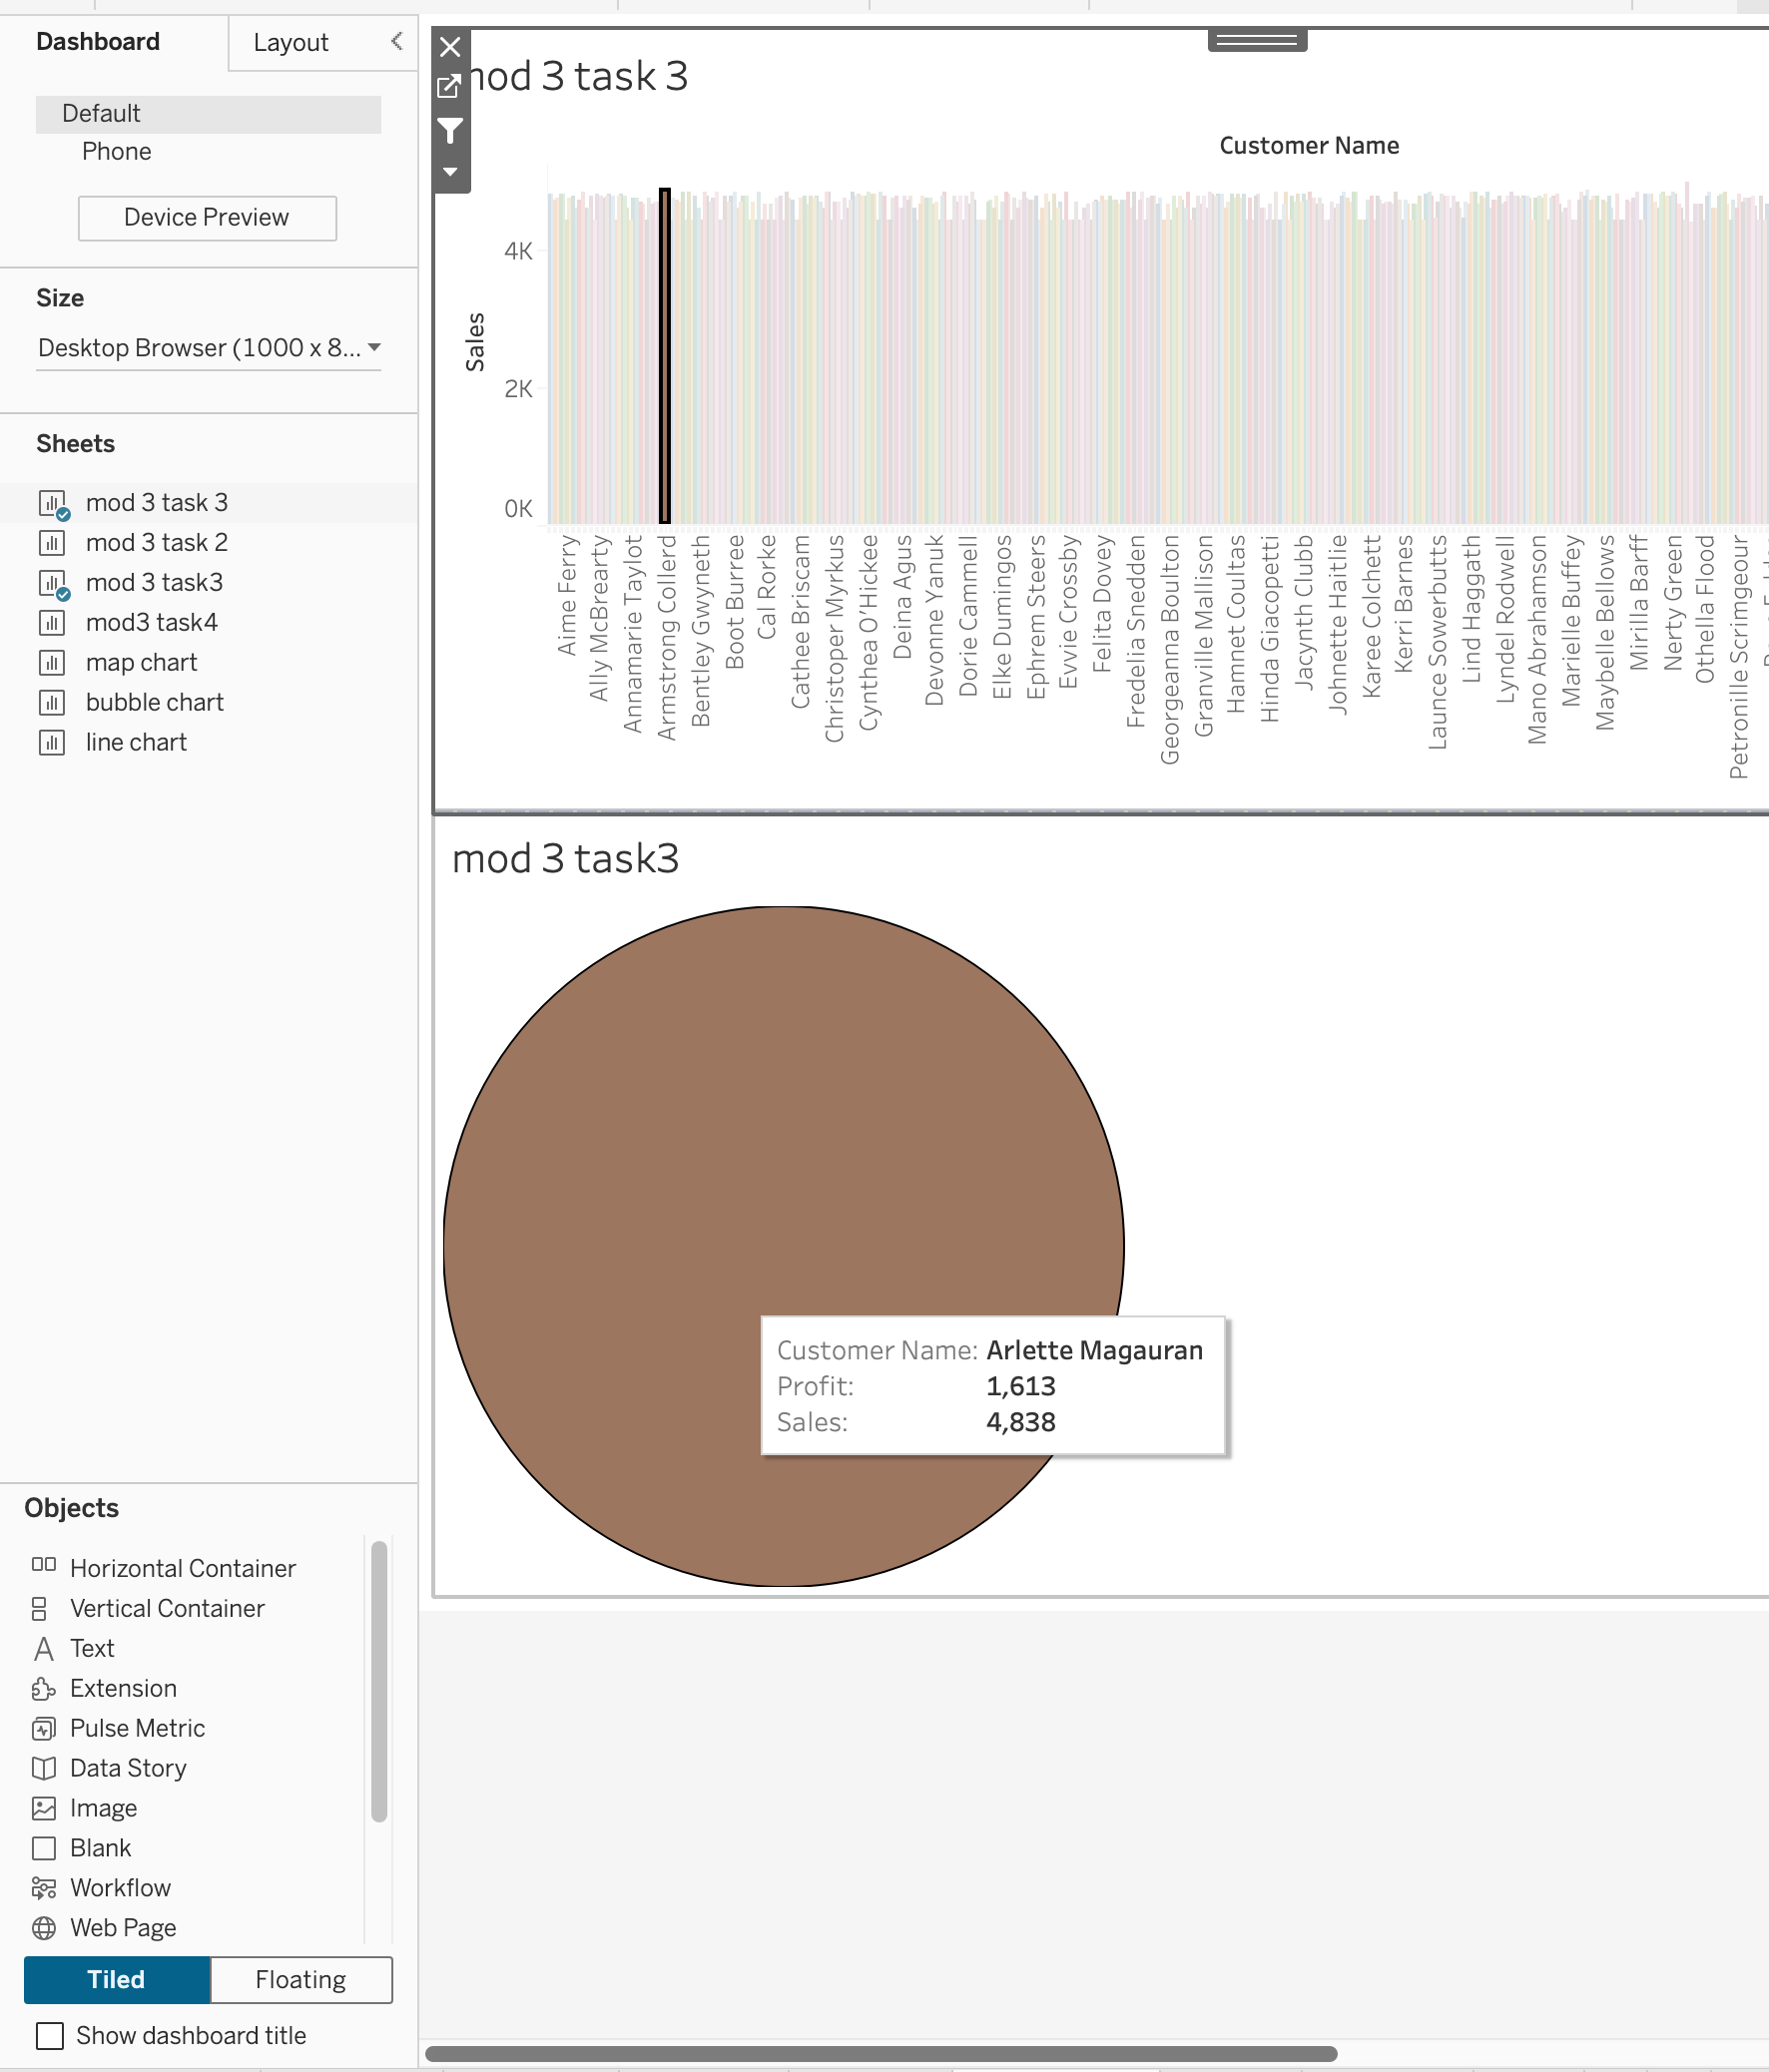 Dashboard
Layout
Default
Phone
Device Preview
Size
Desktop Browser (1000 x 8...
Sheets
mod 3 task 3
mod 3 task 2
mod 3 task3
mod3 task4
map chart
bubble chart
line chart
Objects
Horizontal Container
Vertical Container
Text
Extension
Pulse Metric
Data Story
Image
Blank
Workflow
Web Page
Tiled
Floating
Show dashboard title
mod 3 task 3
Customer Name
Sales
4K
2K
0K
Aime Ferry
Ally McBrearty
Annamarie Taylot
Armstrong Collerd
Bentley Gwyneth
Boot Burree
Cal Rorke
Cathee Briscam
Christoper Myrkus
Cynthea O'Hickee
Deina Agus
Devonne Yanuk
Dorie Cammell
Elke Dumingos
Ephrem Steers
Evvie Crossby
Felita Dovey
Fredelia Snedden
Georgeanna Boulton
Granville Mallison
Hamnet Coultas
Hinda Giacopetti
Jacynth Clubb
Johnette Haitlie
Karee Colchett
Kerri Barnes
Launce Sowerbutts
Lind Haggath
Lyndel Rodwell
Mano Abrahamson
Marielle Buffey
Maybelle Bellows
Mirilla Barff
Nerty Green
Othella Flood
Petronille Scrimgeour
mod 3 task3
Customer Name: Arlette Magauran
Profit: 1,613
Sales: 4,838